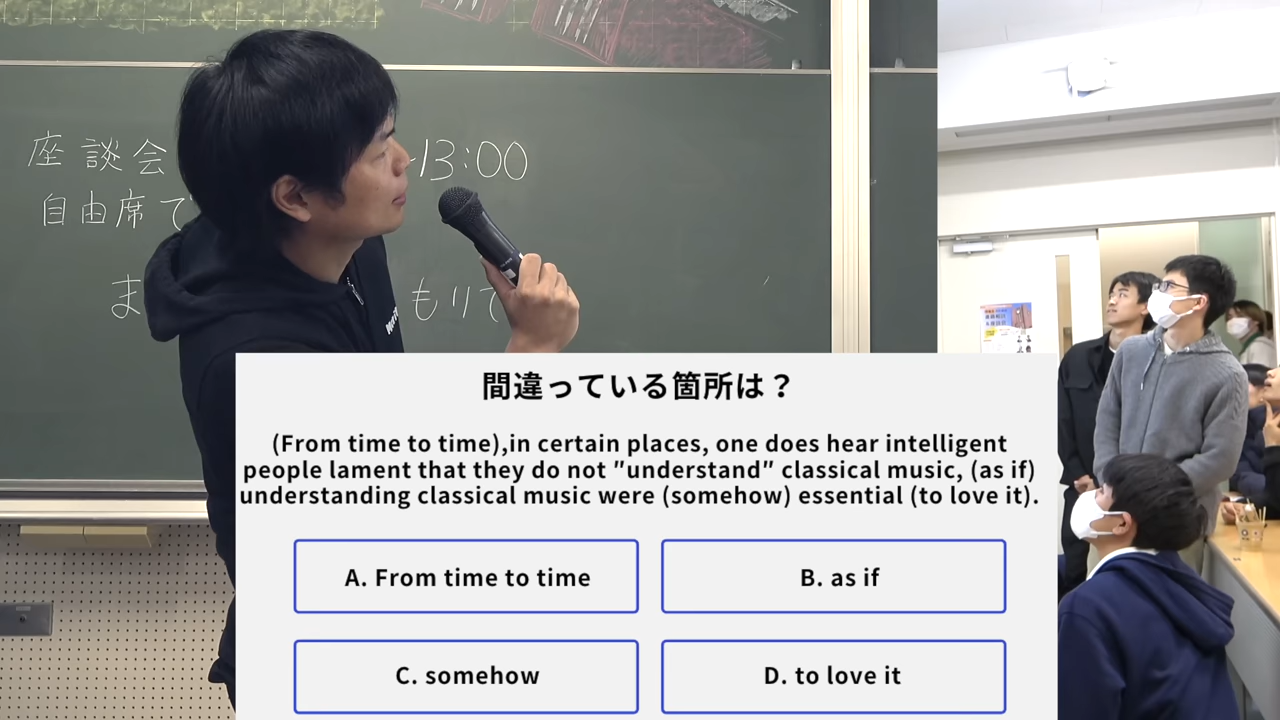 座談会
-13:00
自由席で
ま
もりて
間違っている箇所は？
(From time to time),in certain places, one does hear intelligent
people lament that they do not "understand" classical music, (as if)
understanding classical music were (somehow) essential (to love it).
A. From time to time
B. as if
C. somehow
D. to love it